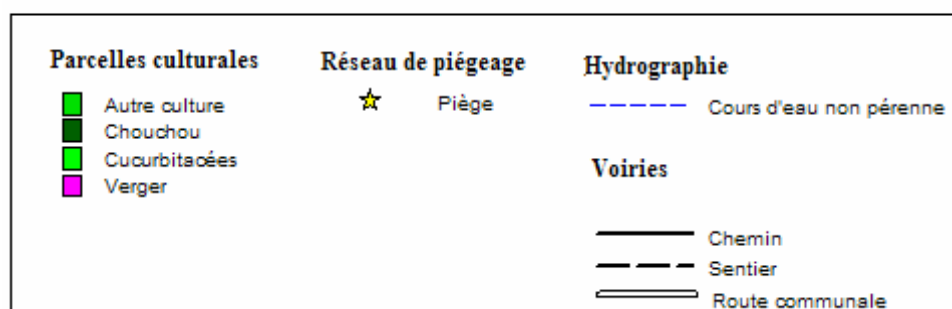 Parcelles culturales
Autre culture
Chouchou
Cucurbitacées
Verger
Réseau de piégeage
Piège
Hydrographie
Cours d'eau non pérenne
Voiries
Chemin
Sentier
Route communale